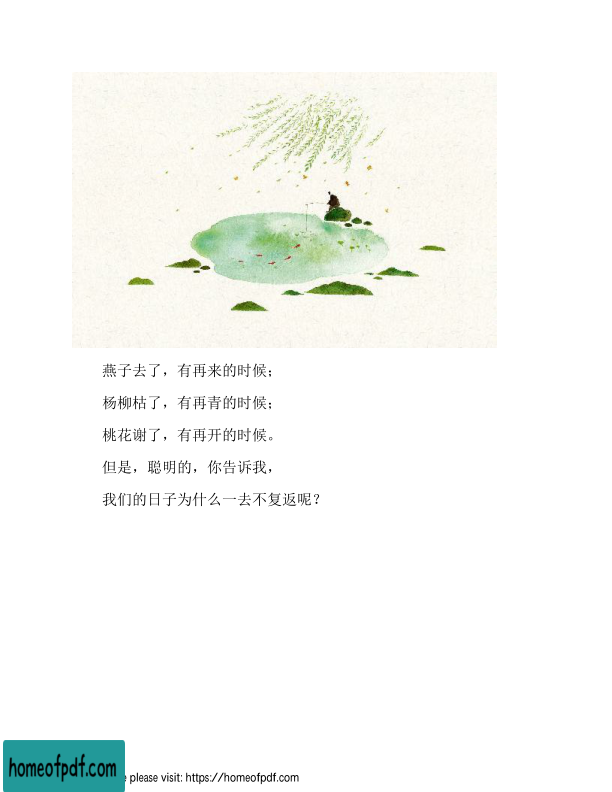 燕子去了，有再来的时候；
杨柳枯了，有再青的时候；
桃花谢了，有再开的时候。
但是，聪明的，你告诉我，
我们的日子为什么一去不复返呢？
homeofpdf.com
e please visit: https://homeofpdf.com